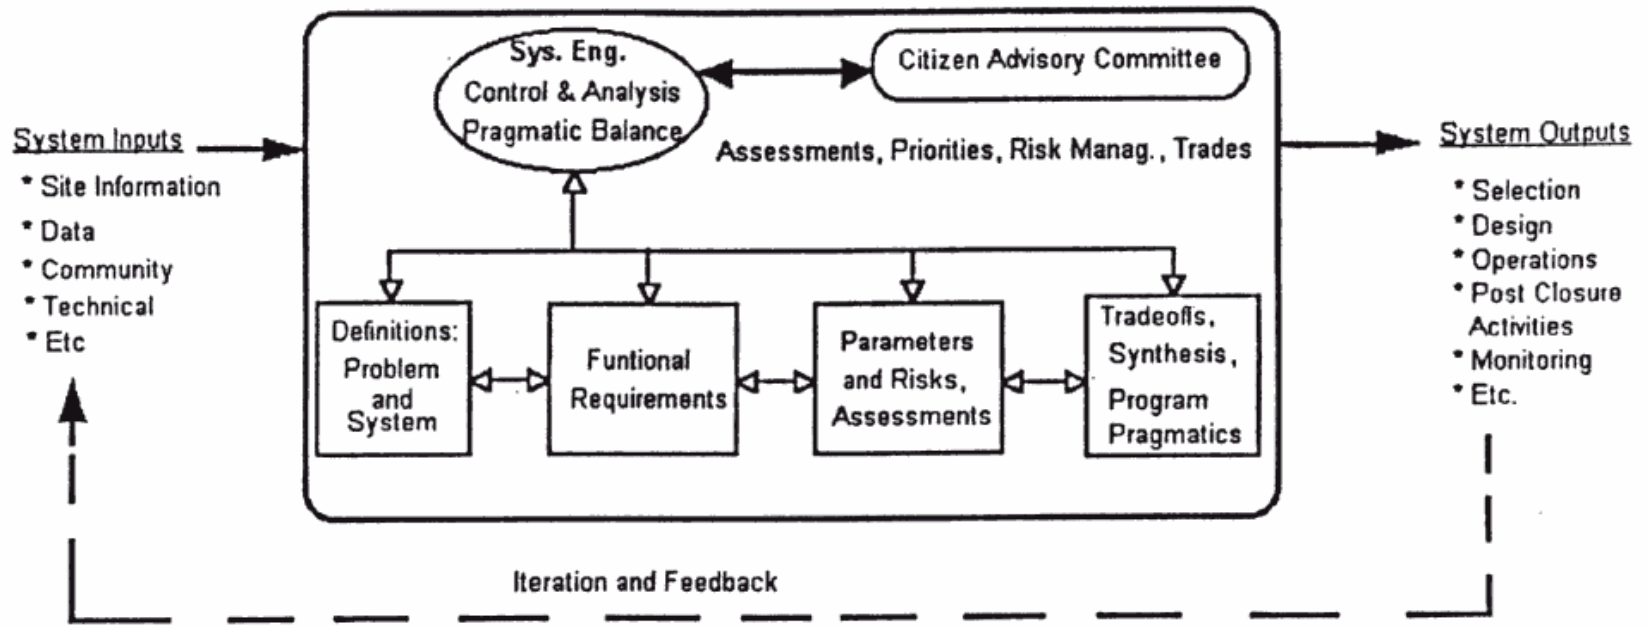 Sys. Eng.
Control & Analysis
Pragmatic Balance
Citizen Advisory Committee
Assessments, Priorities, Risk Manag., Trades
System Inputs
* Site Information
* Data
* Community
* Technical
* Etc
Definitions:
Problem
and
System
Funtional
Requirements
Parameters
and Risks,
Assessments
Tradeoffs,
Synthesis,
Program
Pragmatics
System Outputs
* Selection
* Design
* Operations
* Post Closure
Activities
* Monitoring
* Etc.
Iteration and Feedback